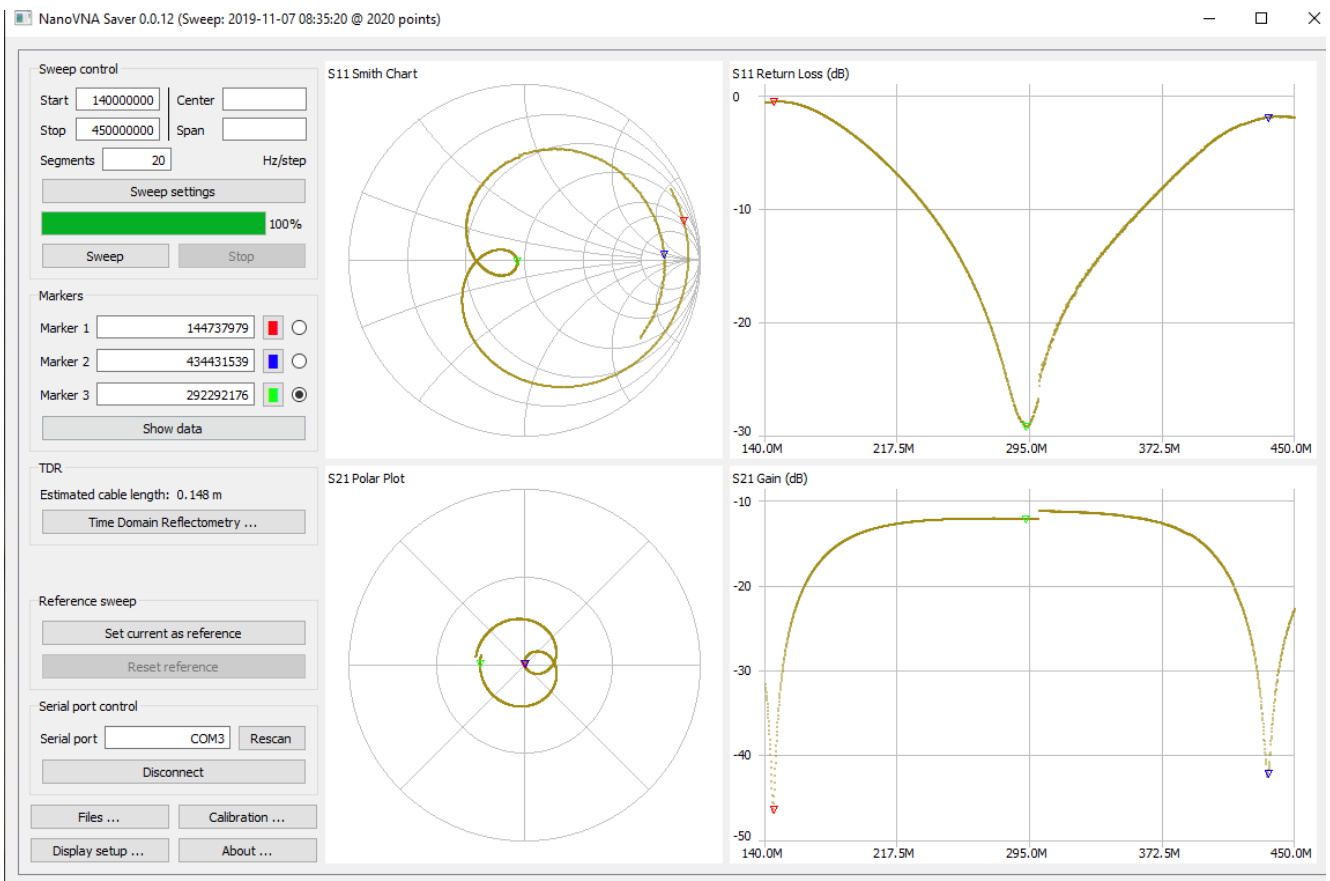 NanoVNA Saver 0.0.12 (Sweep: 2019-11-07 08:35:20 @ 2020 points)
Sweep control
Start 140000000 Center
Stop 450000000 Span
Segments 20 Hz/step
Sweep settings
100%
Sweep Stop
Markers
Marker 1 144737979
Marker 2 434431539
Marker 3 292292176
Show data
TDR
Estimated cable length: 0.148 m
Time Domain Reflectometry ...
Reference sweep
Set current as reference
Reset reference
Serial port control
Serial port COM3 Rescan
Disconnect
Files ... Calibration ...
Display setup ... About ...
S11 Smith Chart
S11 Return Loss (dB)
0
-10
-20
-30
140.0M 217.5M 295.0M 372.5M 450.0M
S21 Polar Plot
S21 Gain (dB)
-10
-20
-30
-40
-50
140.0M 217.5M 295.0M 372.5M 450.0M